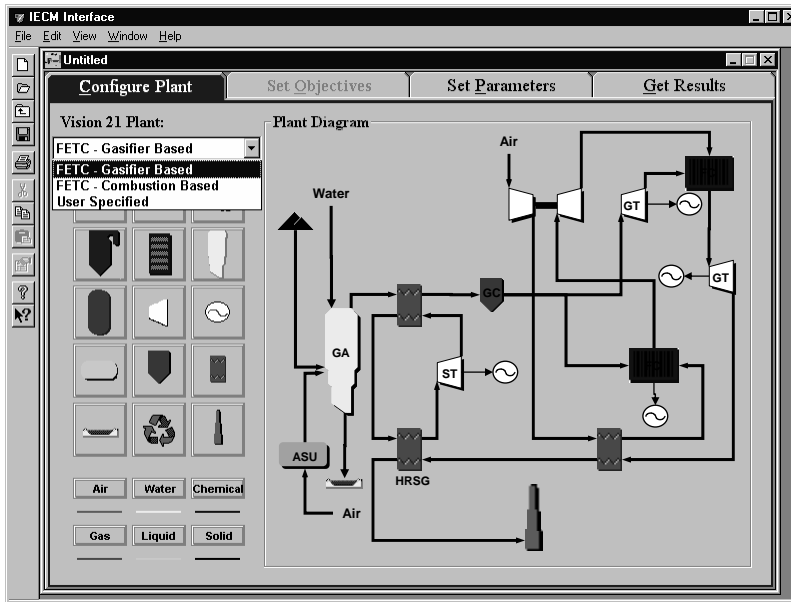 IECM Interface
File Edit View Window Help
Untitled
Configure Plant
Set Objectives
Set Parameters
Get Results
Vision 21 Plant:
FETC - Gasifier Based
FETC - Gasifier Based
FETC - Combustion Based
User Specified
Air
Water
Chemical
Gas
Liquid
Solid
Plant Diagram
Air
Water
GT
GT
GC
GA
ST
ASU
HRSG
Air